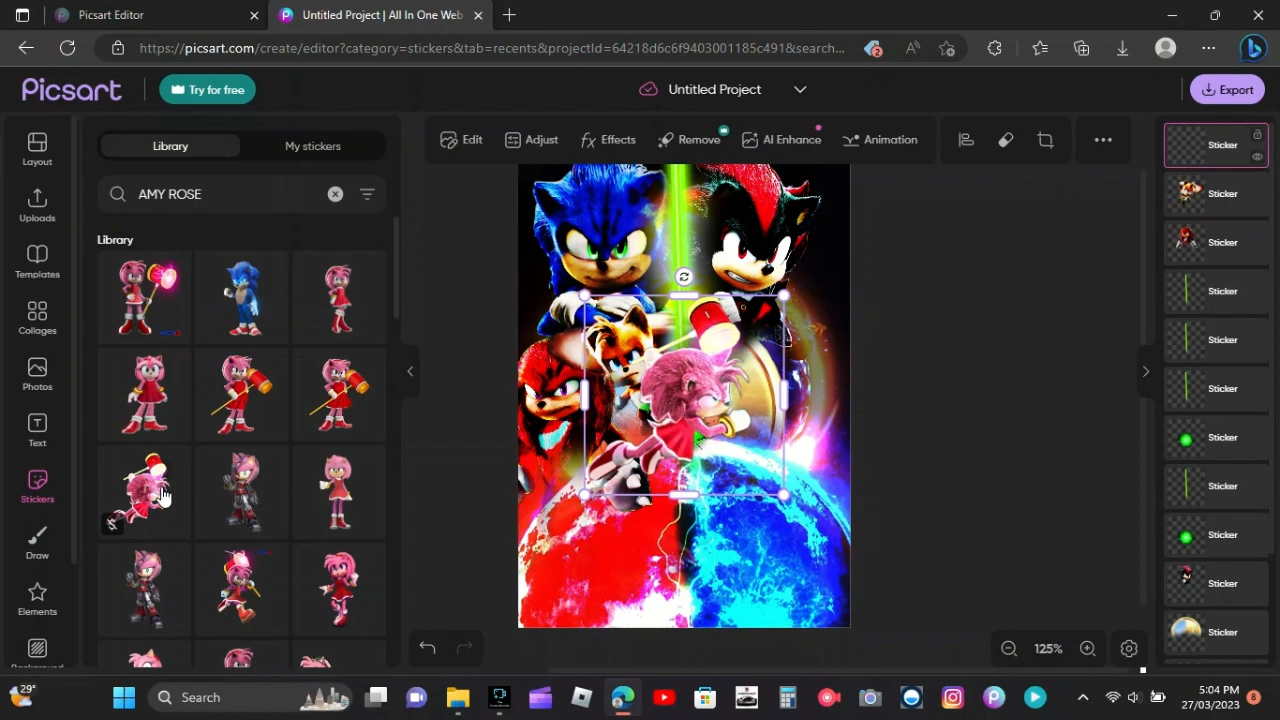 Picsart Editor
Untitled Project | All In One Web
https://picsart.com/create/editor?category=stickers&tab=recents&projectId=64218d6c6f9403001185c491&search...
2
Picsart
Try for free
Untitled Project
Export
Layout
Uploads
Templates
Collages
Photos
Text
Stickers
Draw
Elements
Background
Library
My stickers
AMY ROSE
Library
Edit
Adjust
Effects
Remove
AI Enhance
Animation
Sticker
Sticker
Sticker
Sticker
Sticker
Sticker
Sticker
Sticker
Sticker
Sticker
Sticker
125%
29°
Search
5:04 PM
27/03/2023
8